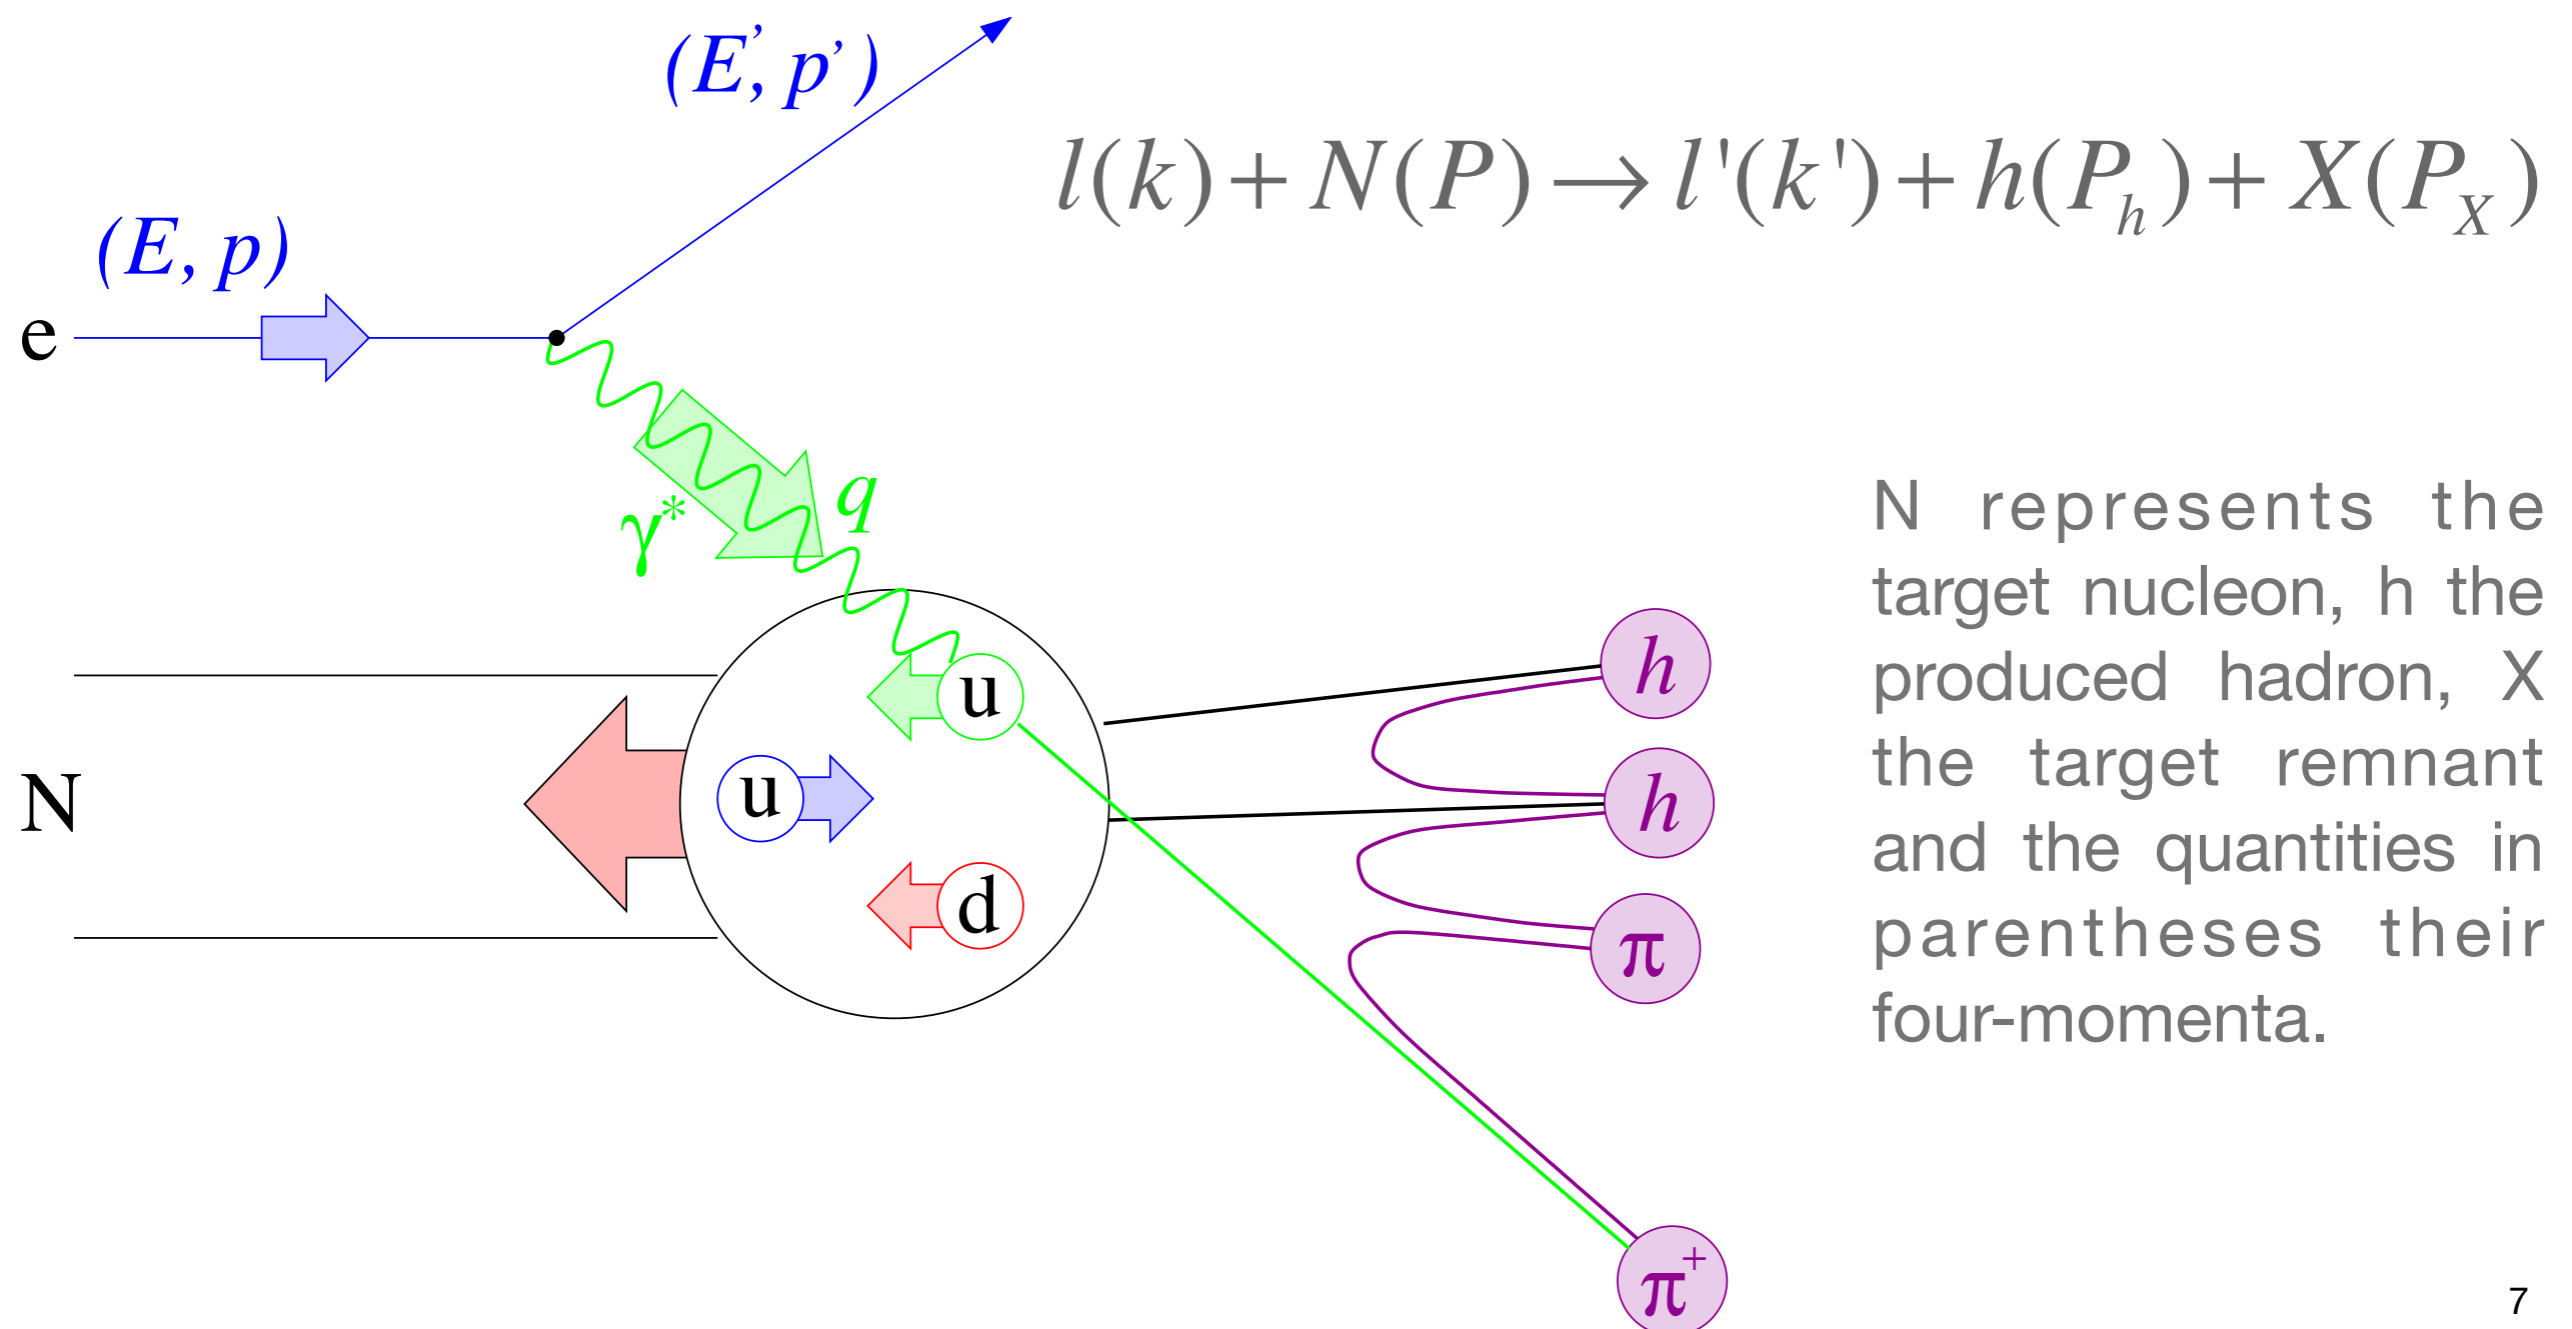 (E', p')
l(k) + N(P) → l'(k') + h(P_h) + X(P_X)
(E, p)
e
γ*
q
N represents the
target nucleon, h the
produced hadron, X
the target remnant
and the quantities in
parentheses their
four-momenta.
u
h
N
u
h
d
π
π⁺
7